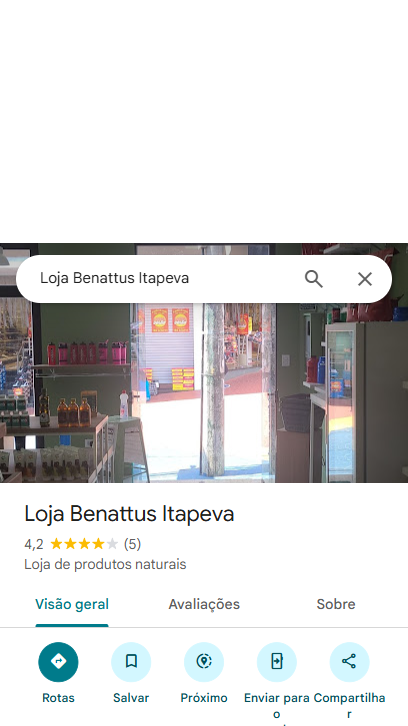 Loja Benattus Itapeva
Loja Benattus Itapeva
4,2 (5)
Loja de produtos naturais
Visão geral Avaliações Sobre
Rotas Salvar Próximo Enviar para o Compartilhar